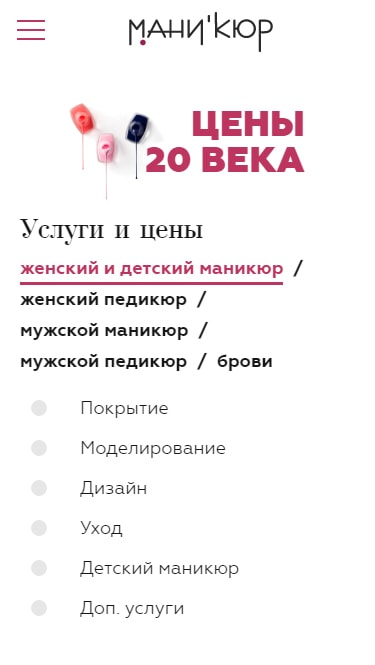 МАНИ'КЮР
ЦЕНЫ
20 ВЕКА
Услуги и цены
женский и детский маникюр /
женский педикюр /
мужской маникюр /
мужской педикюр / брови
Покрытие
Моделирование
Дизайн
Уход
Детский маникюр
Доп. услуги